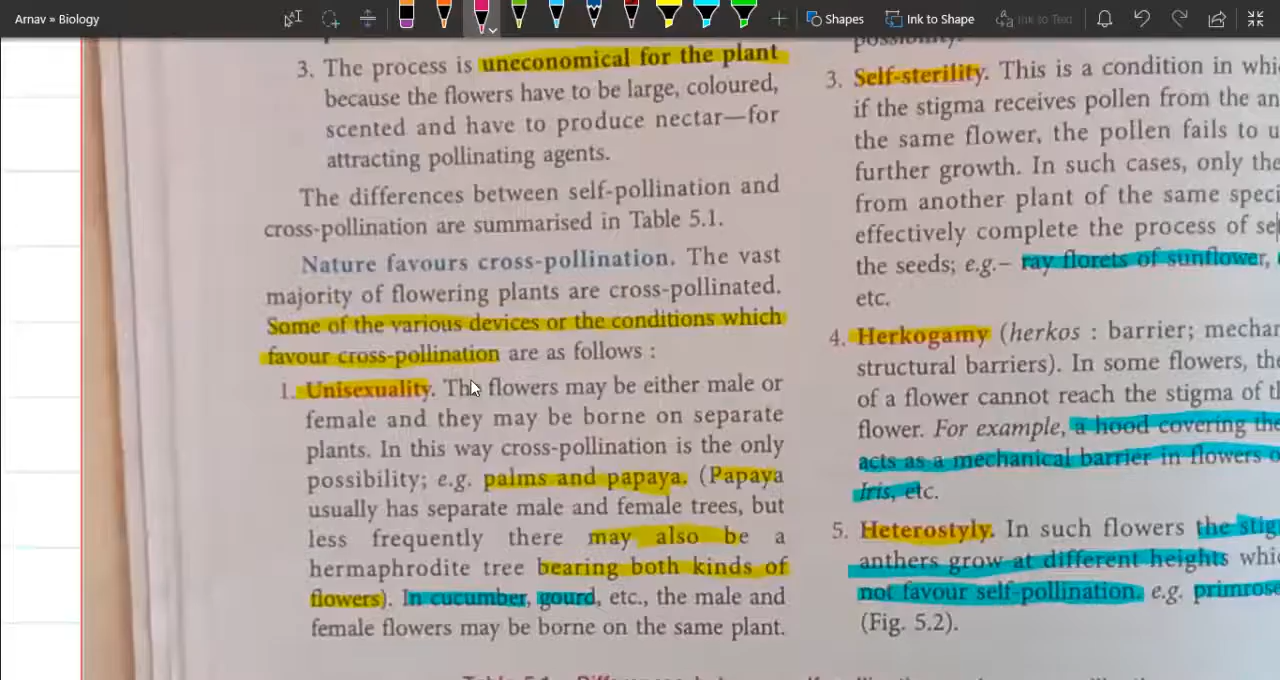 Arnav » Biology
Shapes
Ink to Shape
Ink to Text
3. The process is uneconomical for the plant
because the flowers have to be large, coloured,
scented and have to produce nectar—for
attracting pollinating agents.
The differences between self-pollination and
cross-pollination are summarised in Table 5.1.
Nature favours cross-pollination. The vast
majority of flowering plants are cross-pollinated.
Some of the various devices or the conditions which
favour cross-pollination are as follows :
1. Unisexuality. The flowers may be either male or
female and they may be borne on separate
plants. In this way cross-pollination is the only
possibility; e.g. palms and papaya. (Papaya
usually has separate male and female trees, but
less frequently there may also be a
hermaphrodite tree bearing both kinds of
flowers). In cucumber, gourd, etc., the male and
female flowers may be borne on the same plant.
possibility.
3. Self-sterility. This is a condition in
if the stigma receives pollen from the
the same flower, the pollen fails to
further growth. In such cases, only the
from another plant of the same
effectively complete the process of
the seeds; e.g.– ray florets of sunflower,
etc.
4. Herkogamy (herkos : barrier;
structural barriers). In some flowers, the
of a flower cannot reach the stigma of
flower. For example, a hood covering the
acts as a mechanical barrier in flowers
Iris, etc.
5. Heterostyly. In such flowers the
anthers grow at different heights
not favour self-pollination. e.g. primrose
(Fig. 5.2).